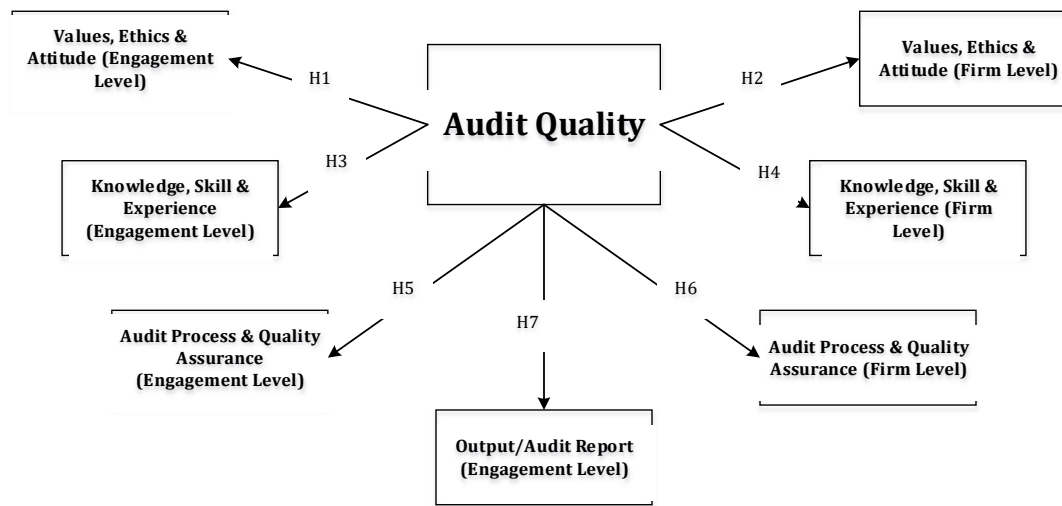 Values, Ethics &
Attitude (Engagement
Level)
H1
Audit Quality
H2
Values, Ethics &
Attitude (Firm Level)
Knowledge, Skill &
Experience
(Engagement Level)
H3
H4
Knowledge, Skill &
Experience (Firm
Level)
Audit Process & Quality
Assurance
(Engagement Level)
H5
H7
H6
Audit Process & Quality
Assurance (Firm Level)
Output/Audit Report
(Engagement Level)